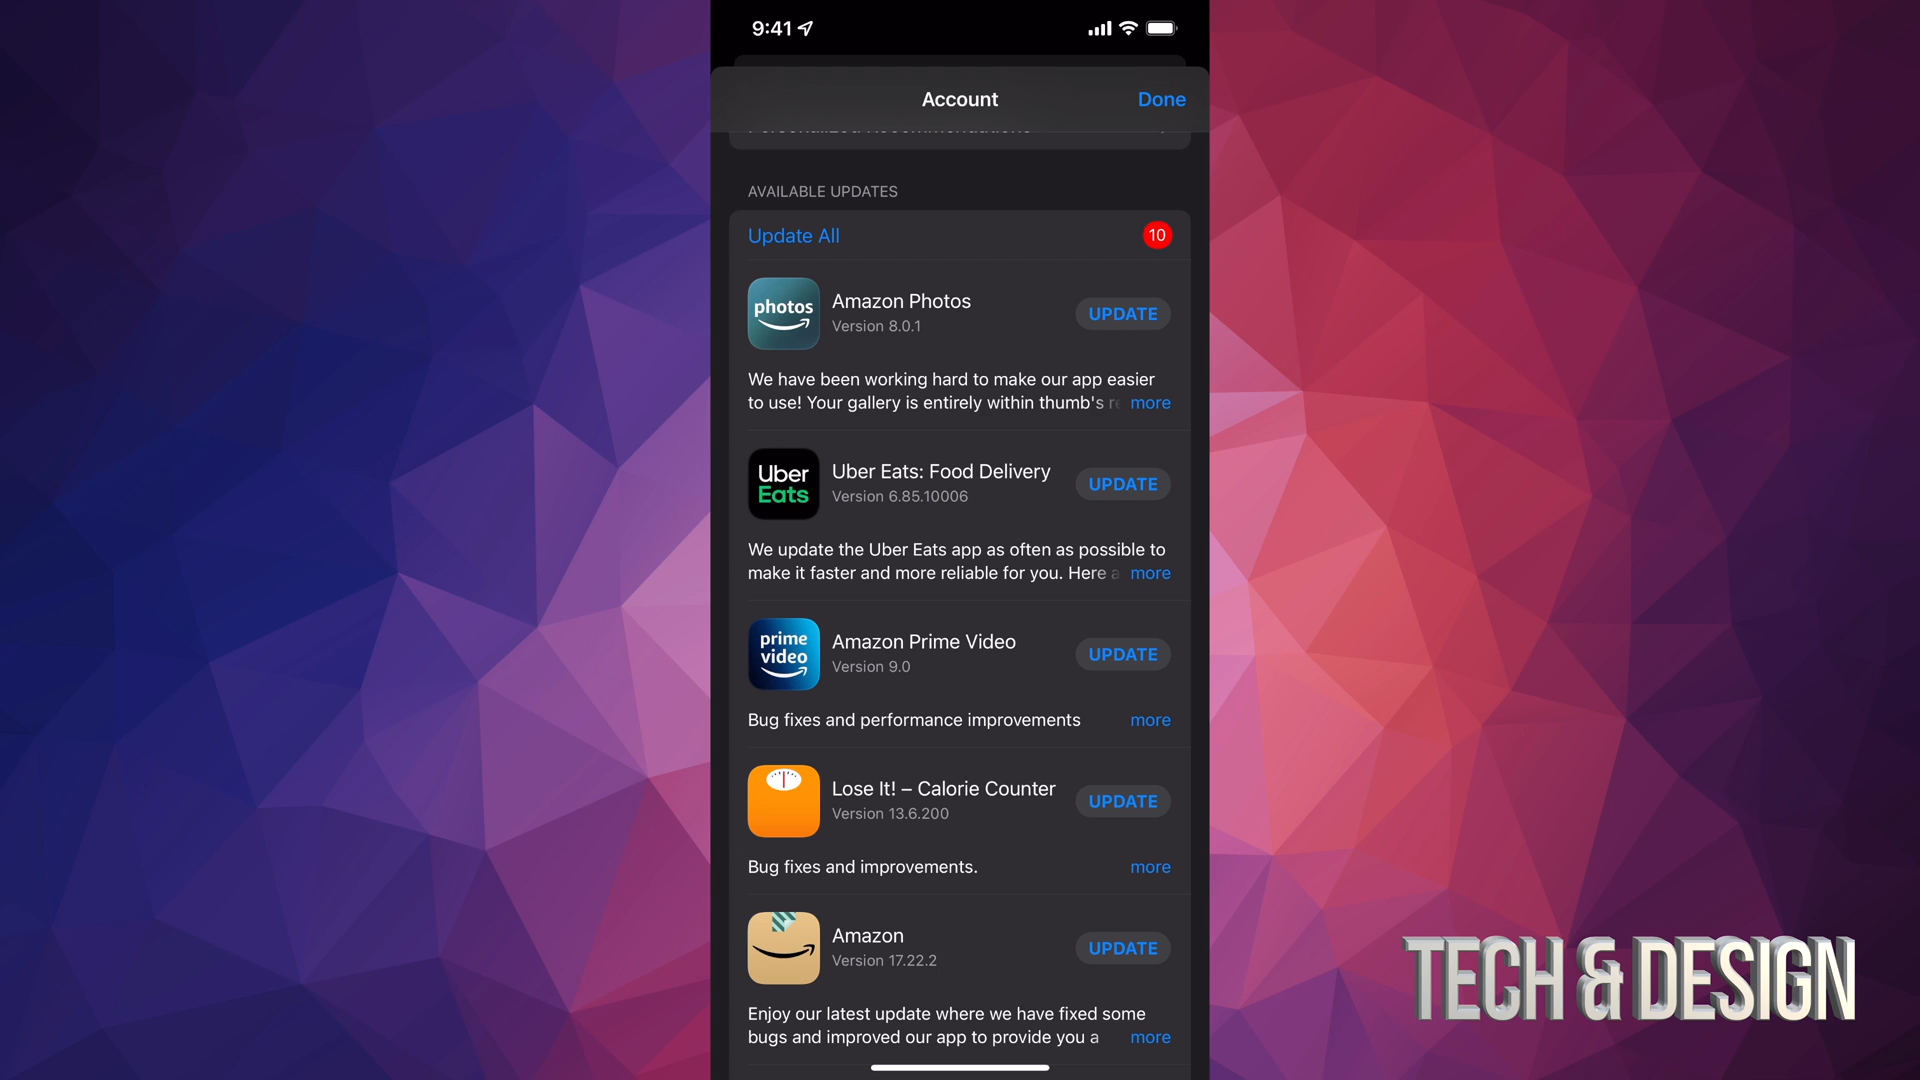 9:41
Account
Done
AVAILABLE UPDATES
Update All
10
photos
Amazon Photos
Version 8.0.1
UPDATE
We have been working hard to make our app easier
to use! Your gallery is entirely within thumb's
more
Uber
Eats
Uber Eats: Food Delivery
Version 6.85.10006
UPDATE
We update the Uber Eats app as often as possible to
make it faster and more reliable for you. Here
more
prime
video
Amazon Prime Video
Version 9.0
UPDATE
Bug fixes and performance improvements
more
Lose It! – Calorie Counter
Version 13.6.200
UPDATE
Bug fixes and improvements.
more
Amazon
Version 17.22.2
UPDATE
Enjoy our latest update where we have fixed some
bugs and improved our app to provide you a
more
TECH & DESIGN